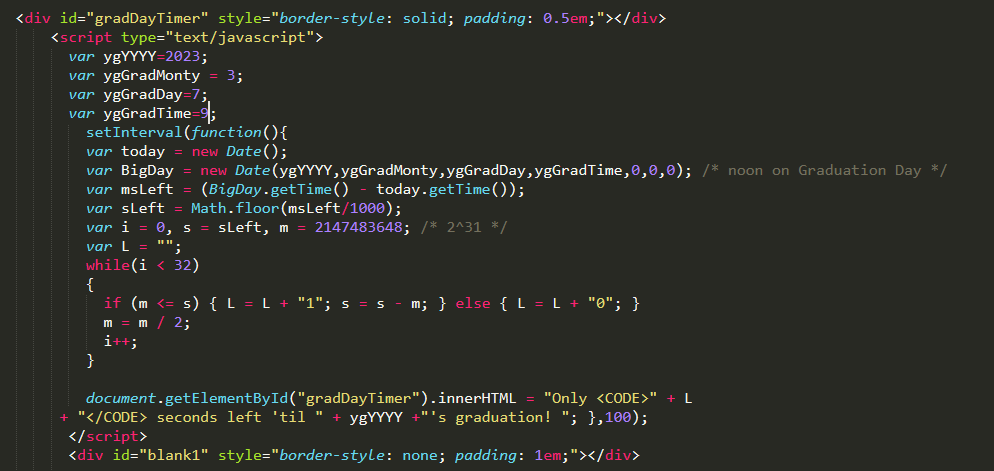 <div id="gradDayTimer" style="border-style: solid; padding: 0.5em;"></div>
<script type="text/javascript">
var ygYYYY=2023;
var ygGradMonty = 3;
var ygGradDay=7;
var ygGradTime=9;
setInterval(function(){
var today = new Date();
var BigDay = new Date(ygYYYY,ygGradMonty,ygGradDay,ygGradTime,0,0,0); /* noon on Graduation Day */
var msLeft = (BigDay.getTime() - today.getTime());
var sLeft = Math.floor(msLeft/1000);
var i = 0, s = sLeft, m = 2147483648; /* 2^31 */
var L = "";
while(i < 32)
{
if (m <= s) { L = L + "1"; s = s - m; } else { L = L + "0"; }
m = m / 2;
i++;
}
document.getElementById("gradDayTimer").innerHTML = "Only <CODE>" + L
+ "</CODE> seconds left 'til " + ygYYYY +"'s graduation! "; },100);
</script>
<div id="blank1" style="border-style: none; padding: 1em;"></div>